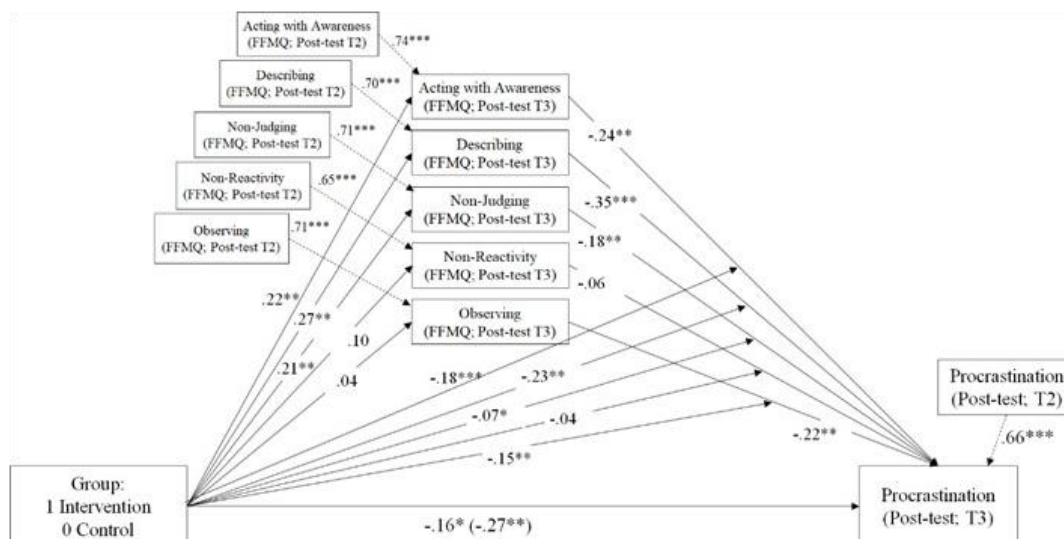 Acting with Awareness
(FFMQ; Post-test T2)
.74***
Describing
(FFMQ; Post-test T2)
.70***
Non-Judging
(FFMQ; Post-test T2)
.71***
Non-Reactivity
(FFMQ; Post-test T2)
.65***
Observing
(FFMQ; Post-test T2)
.71***
Acting with Awareness
(FFMQ; Post-test T3)
Describing
(FFMQ; Post-test T3)
Non-Judging
(FFMQ; Post-test T3)
Non-Reactivity
(FFMQ; Post-test T3)
Observing
(FFMQ; Post-test T3)
-.24**
-.35***
-.18**
-.06
-.22**
.22**
.27**
.21**
.10
.04
-.18***
-.23**
-.07*
-.04
-.15**
Procrastination
(Post-test; T2)
.66***
Group:
1 Intervention
0 Control
-.16* (-.27**)
Procrastination
(Post-test; T3)